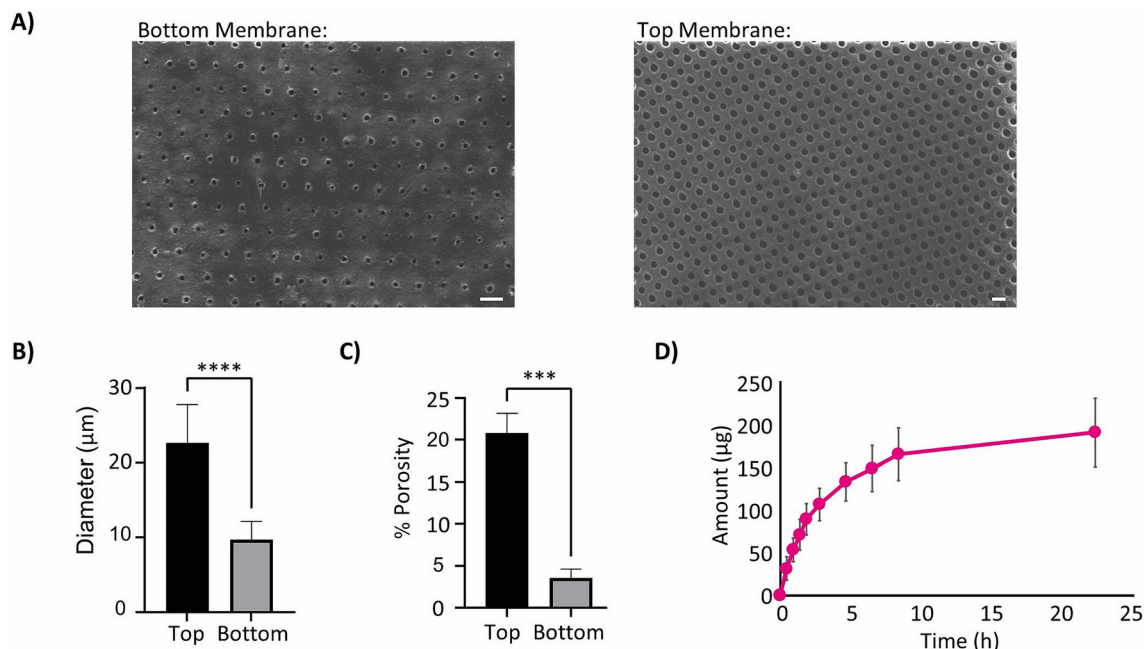 A)
Bottom Membrane:
Top Membrane:
B)
****
30
20
10
0
Diameter (µm)
Top
Bottom
C)
***
25
20
15
10
5
0
% Porosity
Top
Bottom
D)
250
200
150
100
50
0
Amount (µg)
0
5
10
15
20
25
Time (h)